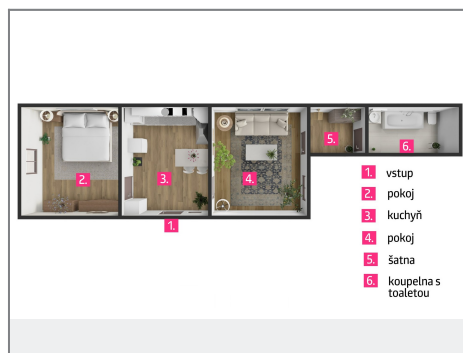 5.
6.
2.
3.
4.
1.
1. vstup
2. pokoj
3. kuchyň
4. pokoj
5. šatna
6. koupelna s
toaletou